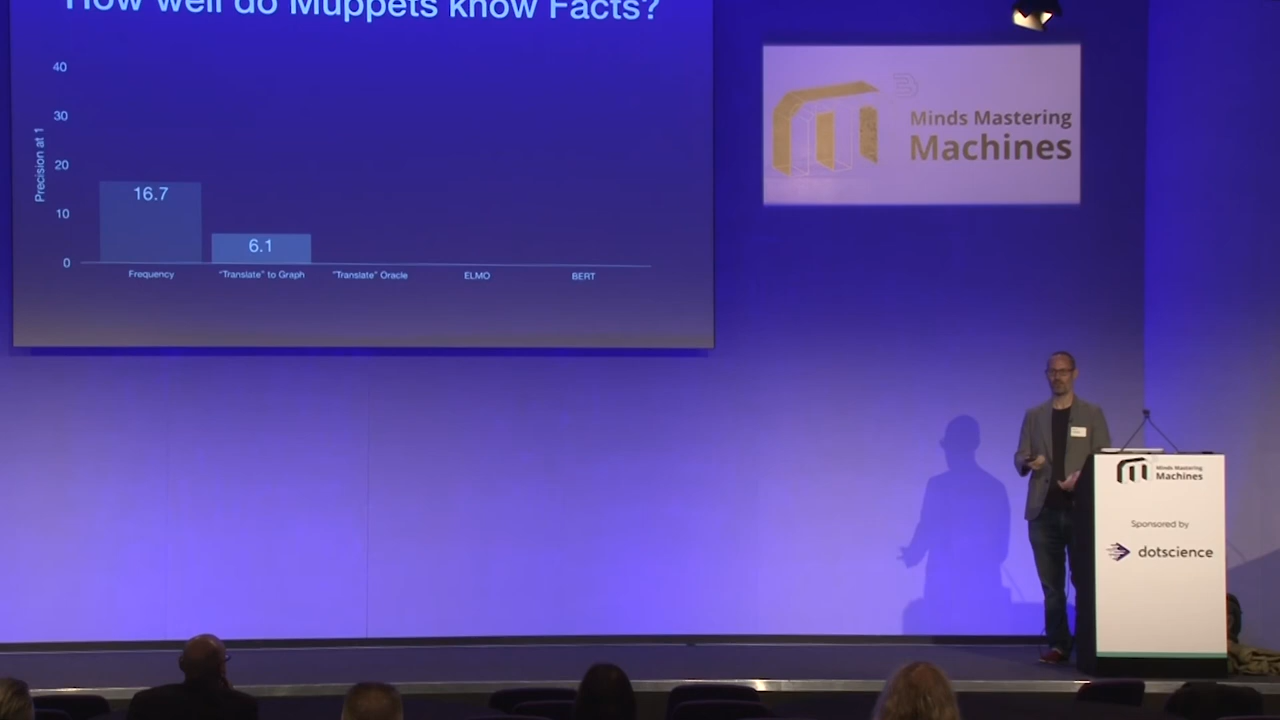 How well do Muppets know Facts?
40
30
20
10
0
Precision at 1
16.7
6.1
Frequency
"Translate" to Graph
"Translate" Oracle
ELMO
BERT
Minds Mastering
Machines
Minds Mastering
Machines
Sponsored by
dotscience